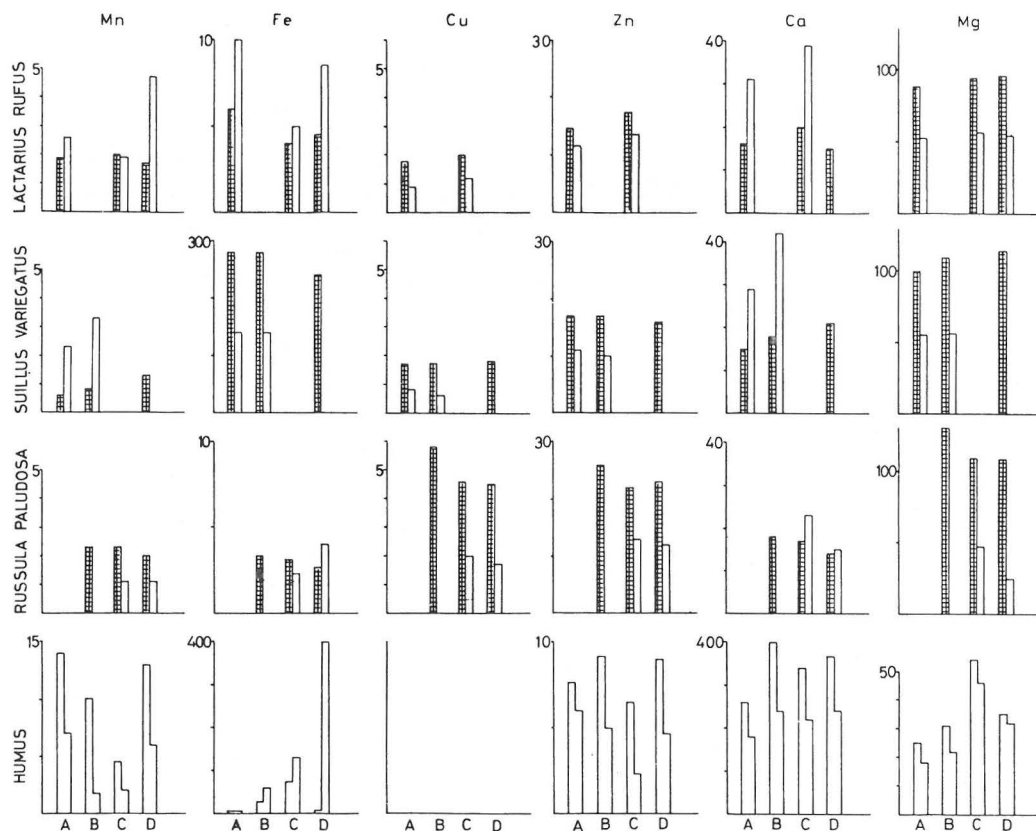 Mn Fe Cu Zn Ca Mg
LACTARIUS RUFUS
5 10 5 30 40 100
SUILLUS VARIEGATUS
5 300 5 30 40 100
RUSSULA PALUDOSA
5 10 5 30 40 100
HUMUS
15 400 10 400 50
A B C D A B C D A B C D A B C D A B C D A B C D